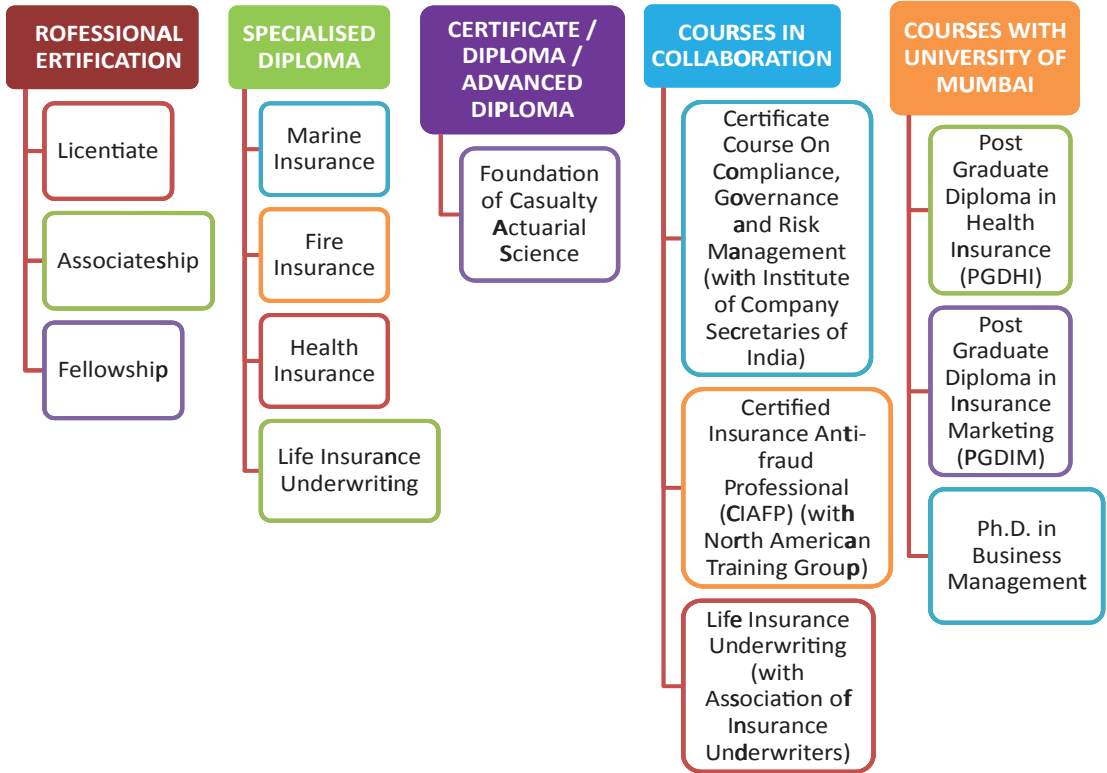 ROFESSIONAL
ERTIFICATION
Licentiate
Associateship
Fellowship
SPECIALISED
DIPLOMA
Marine
Insurance
Fire
Insurance
Health
Insurance
Life Insurance
Underwriting
CERTIFICATE /
DIPLOMA /
ADVANCED
DIPLOMA
Foundation
of Casualty
Actuarial
Science
COURSES IN
COLLABORATION
Certificate
Course On
Compliance,
Governance
and Risk
Management
(with Institute
of Company
Secretaries of
India)
Certified
Insurance Anti-
fraud
Professional
(CIAFP) (with
North American
Training Group)
Life Insurance
Underwriting
(with
Association of
Insurance
Underwriters)
COURSES WITH
UNIVERSITY OF
MUMBAI
Post
Graduate
Diploma in
Health
Insurance
(PGDHI)
Post
Graduate
Diploma in
Insurance
Marketing
(PGDIM)
Ph.D. in
Business
Management